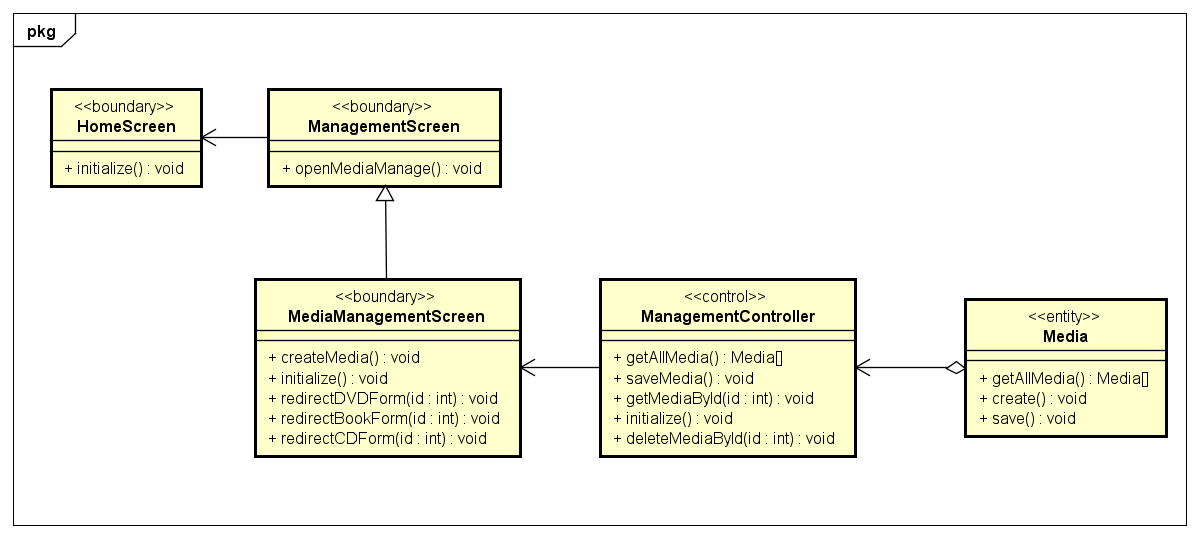 pkg
<<boundary>>
HomeScreen
+ initialize() : void
<<boundary>>
ManagementScreen
+ openMediaManage() : void
<<boundary>>
MediaManagementScreen
+ createMedia() : void
+ initialize() : void
+ redirectDVDForm(id : int) : void
+ redirectBookForm(id : int) : void
+ redirectCDForm(id : int) : void
<<control>>
ManagementController
+ getAllMedia() : Media[]
+ saveMedia() : void
+ getMediaById(id : int) : void
+ initialize() : void
+ deleteMediaById(id : int) : void
<<entity>>
Media
+ getAllMedia() : Media[]
+ create() : void
+ save() : void